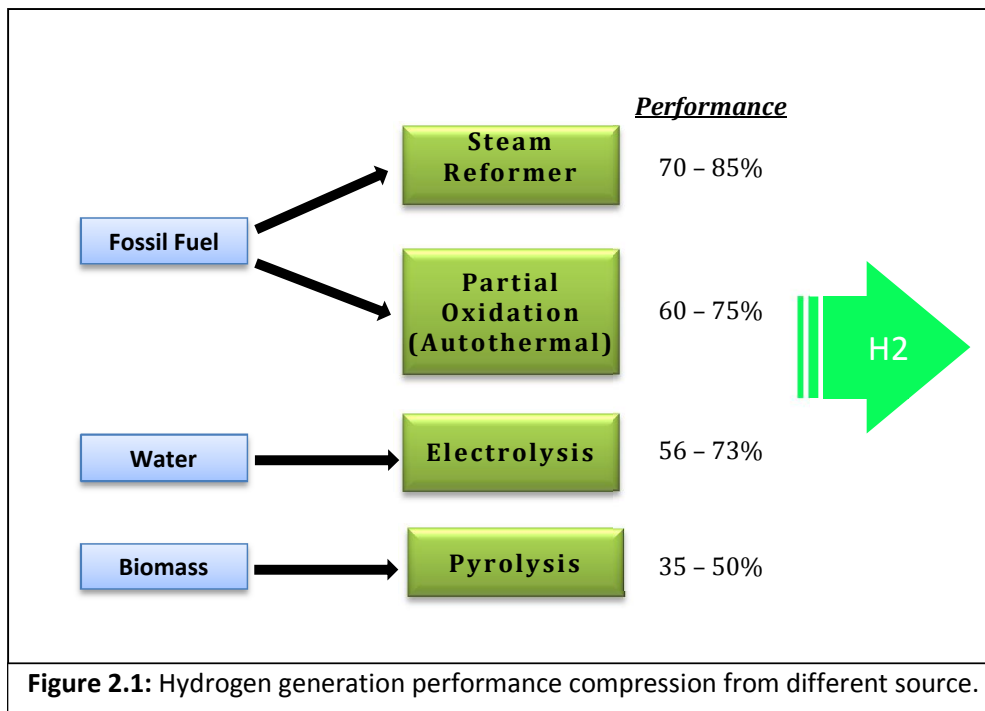 Performance
Steam
Reformer
70 – 85%
Fossil Fuel
Partial
Oxidation
(Autothermal)
60 – 75%
H2
Water
Electrolysis
56 – 73%
Biomass
Pyrolysis
35 – 50%
Figure 2.1: Hydrogen generation performance compression from different source.